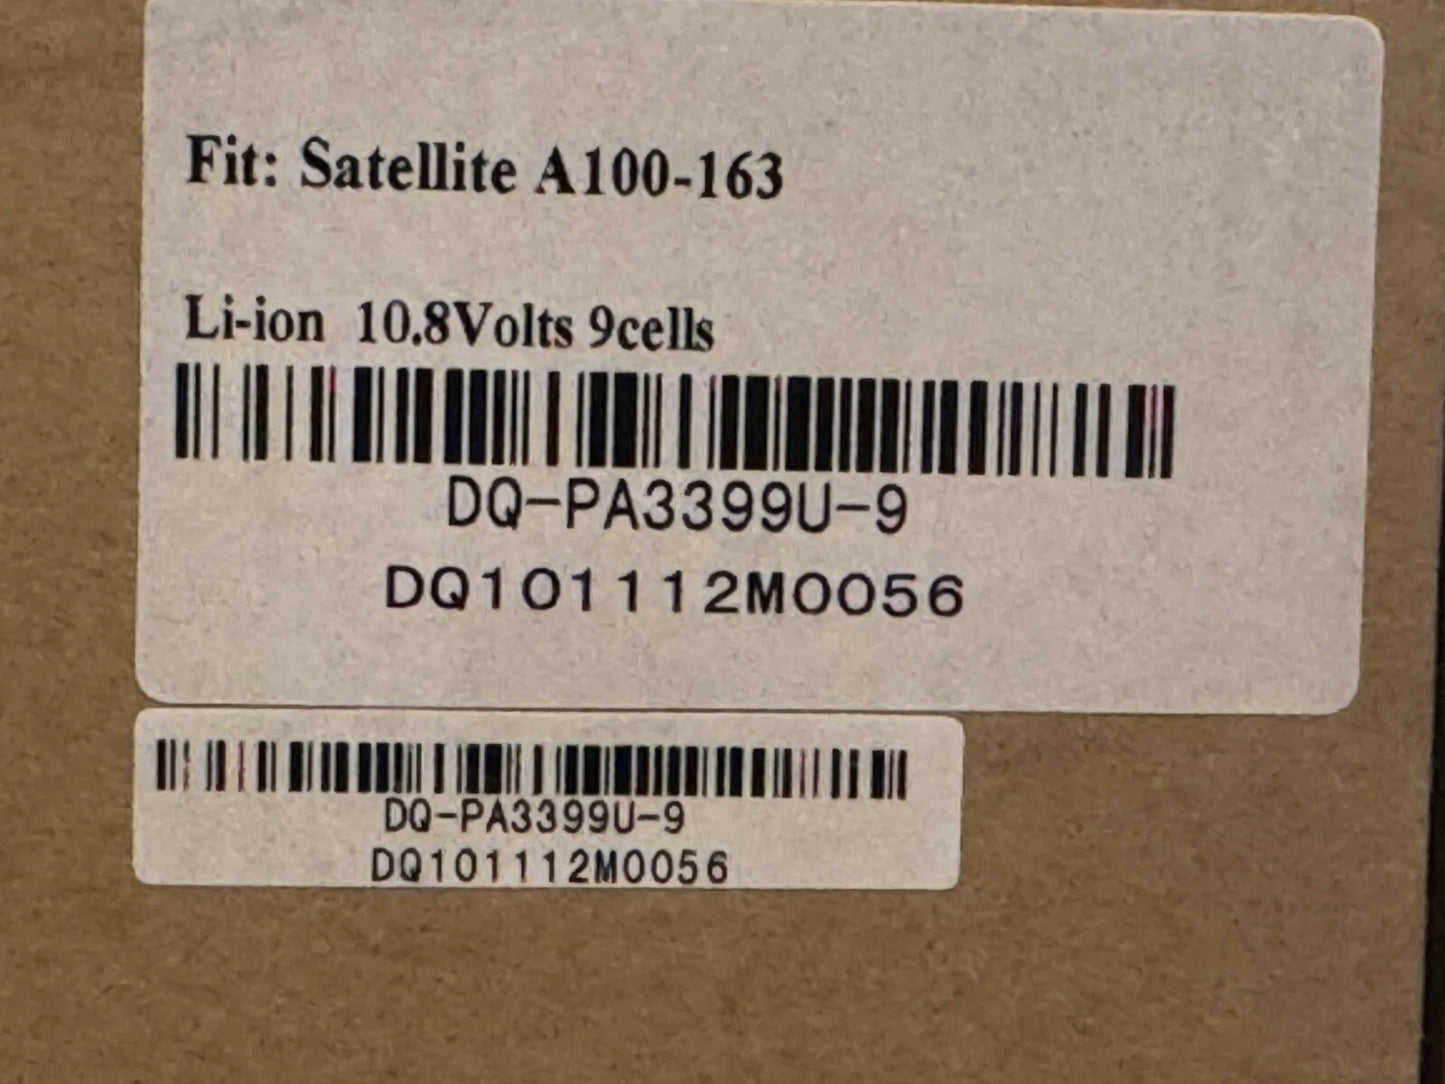 Fit: Satellite A100-163
Li-ion 10.8Volts 9cells
DQ-PA3399U-9
DQ101112M0056
DQ-PA3399U-9
DQ101112M0056